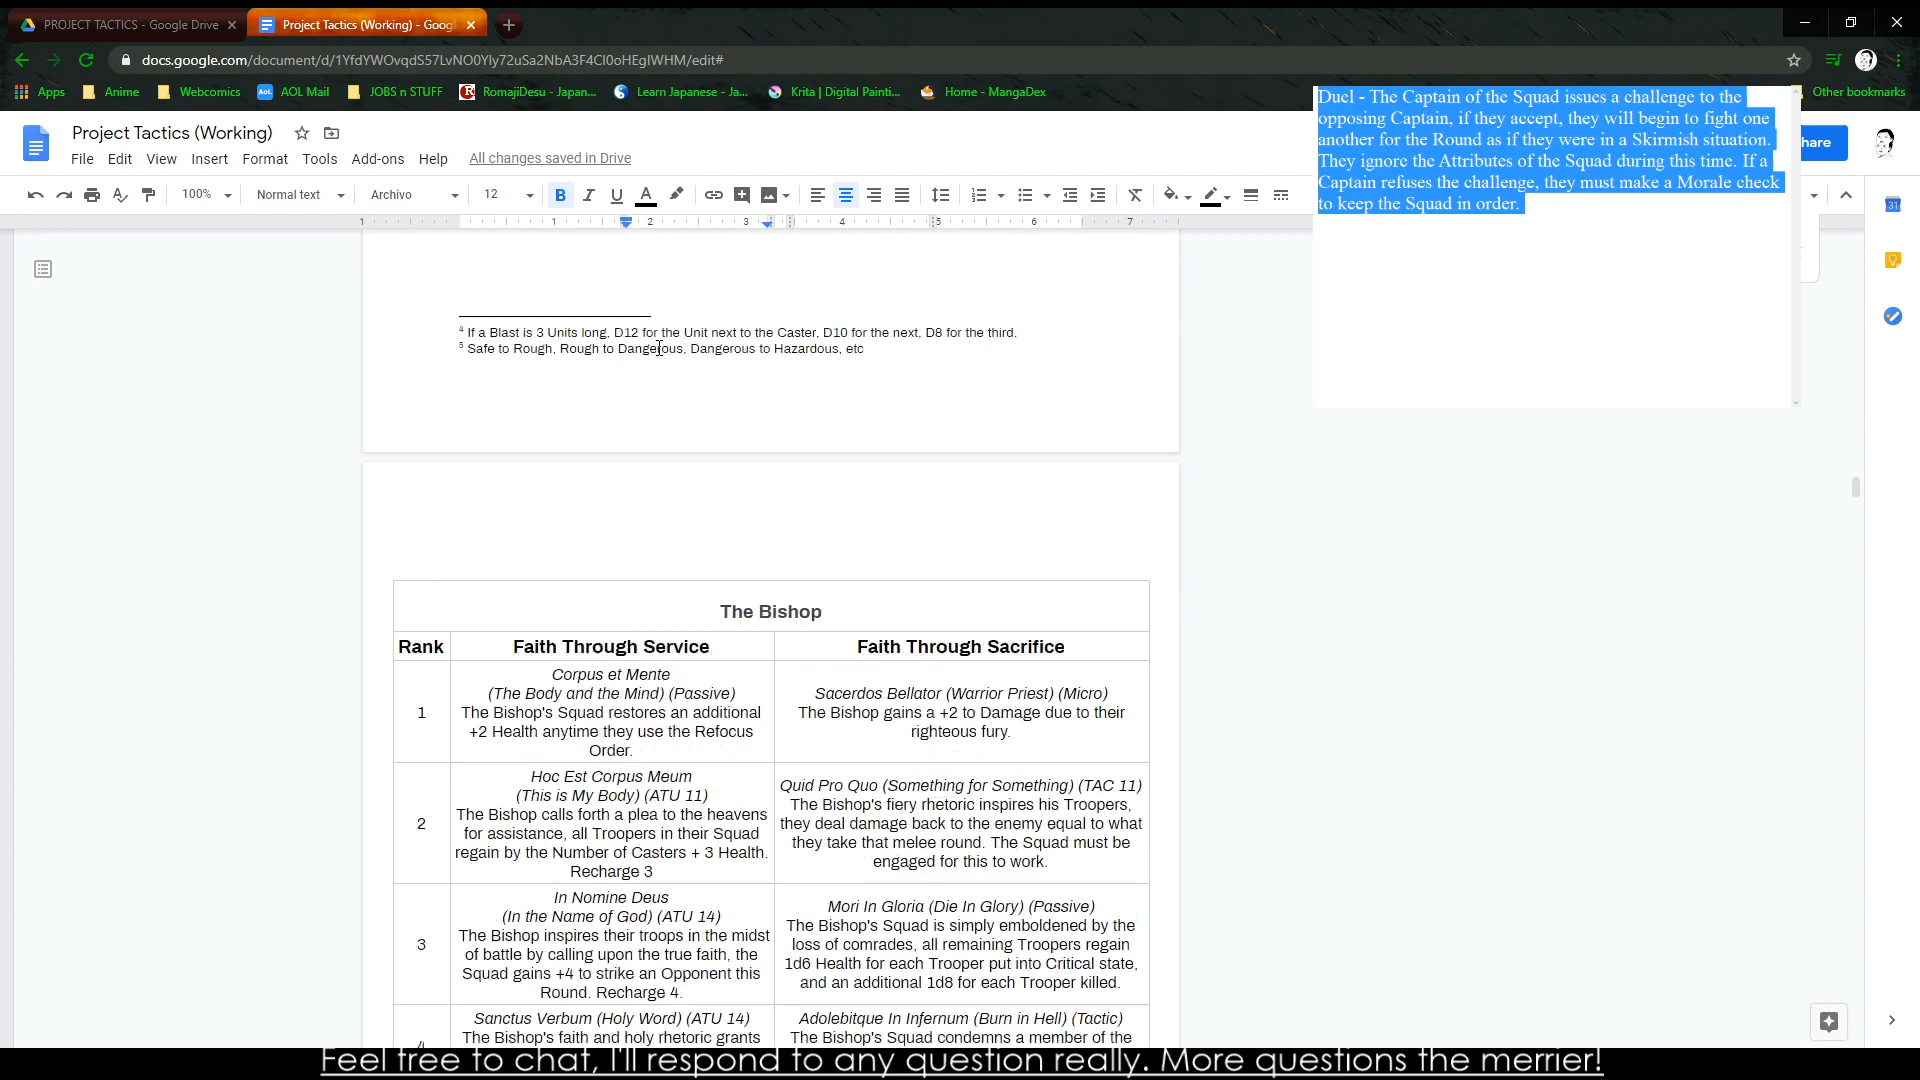 PROJECT TACTICS - Google Drive
Project Tactics (Working) - Goog
docs.google.com/document/d/1YfdYWOvqdS57LvNO0Yly72uSa2NbA3F4CI0oHEgIWHM/edit#
Apps
Anime
Webcomics
AOL Mail
JOBS n STUFF
RomajiDesu - Japan...
Learn Japanese - Ja...
Krita | Digital Painti...
Home - MangaDex
Other bookmarks
Project Tactics (Working)
File Edit View Insert Format Tools Add-ons Help All changes saved in Drive
hare
100% Normal text Archivo 12
Duel - The Captain of the Squad issues a challenge to the
opposing Captain, if they accept, they will begin to fight one
another for the Round as if they were in a Skirmish situation.
They ignore the Attributes of the Squad during this time. If a
Captain refuses the challenge, they must make a Morale check
to keep the Squad in order.
1 1 2 3 4 5 6 7
4 If a Blast is 3 Units long, D12 for the Unit next to the Caster, D10 for the next, D8 for the third.
5 Safe to Rough, Rough to Dangerous, Dangerous to Hazardous, etc
The Bishop
Rank Faith Through Service Faith Through Sacrifice
1
Corpus et Mente
(The Body and the Mind) (Passive)
The Bishop's Squad restores an additional
+2 Health anytime they use the Refocus
Order.
Sacerdos Bellator (Warrior Priest) (Micro)
The Bishop gains a +2 to Damage due to their
righteous fury.
2
Hoc Est Corpus Meum
(This is My Body) (ATU 11)
The Bishop calls forth a plea to the heavens
for assistance, all Troopers in their Squad
regain by the Number of Casters + 3 Health.
Recharge 3
Quid Pro Quo (Something for Something) (TAC 11)
The Bishop's fiery rhetoric inspires his Troopers,
they deal damage back to the enemy equal to what
they take that melee round. The Squad must be
engaged for this to work.
3
In Nomine Deus
(In the Name of God) (ATU 14)
The Bishop inspires their troops in the midst
of battle by calling upon the true faith, the
Squad gains +4 to strike an Opponent this
Round. Recharge 4.
Mori In Gloria (Die In Glory) (Passive)
The Bishop's Squad is simply emboldened by the
loss of comrades, all remaining Troopers regain
1d6 Health for each Trooper put into Critical state,
and an additional 1d8 for each Trooper killed.
4
Sanctus Verbum (Holy Word) (ATU 14)
The Bishop's faith and holy rhetoric grants
Adolebitque In Infernum (Burn in Hell) (Tactic)
The Bishop's Squad condemns a member of the
Feel free to chat, I'll respond to any question really. More questions the merrier!